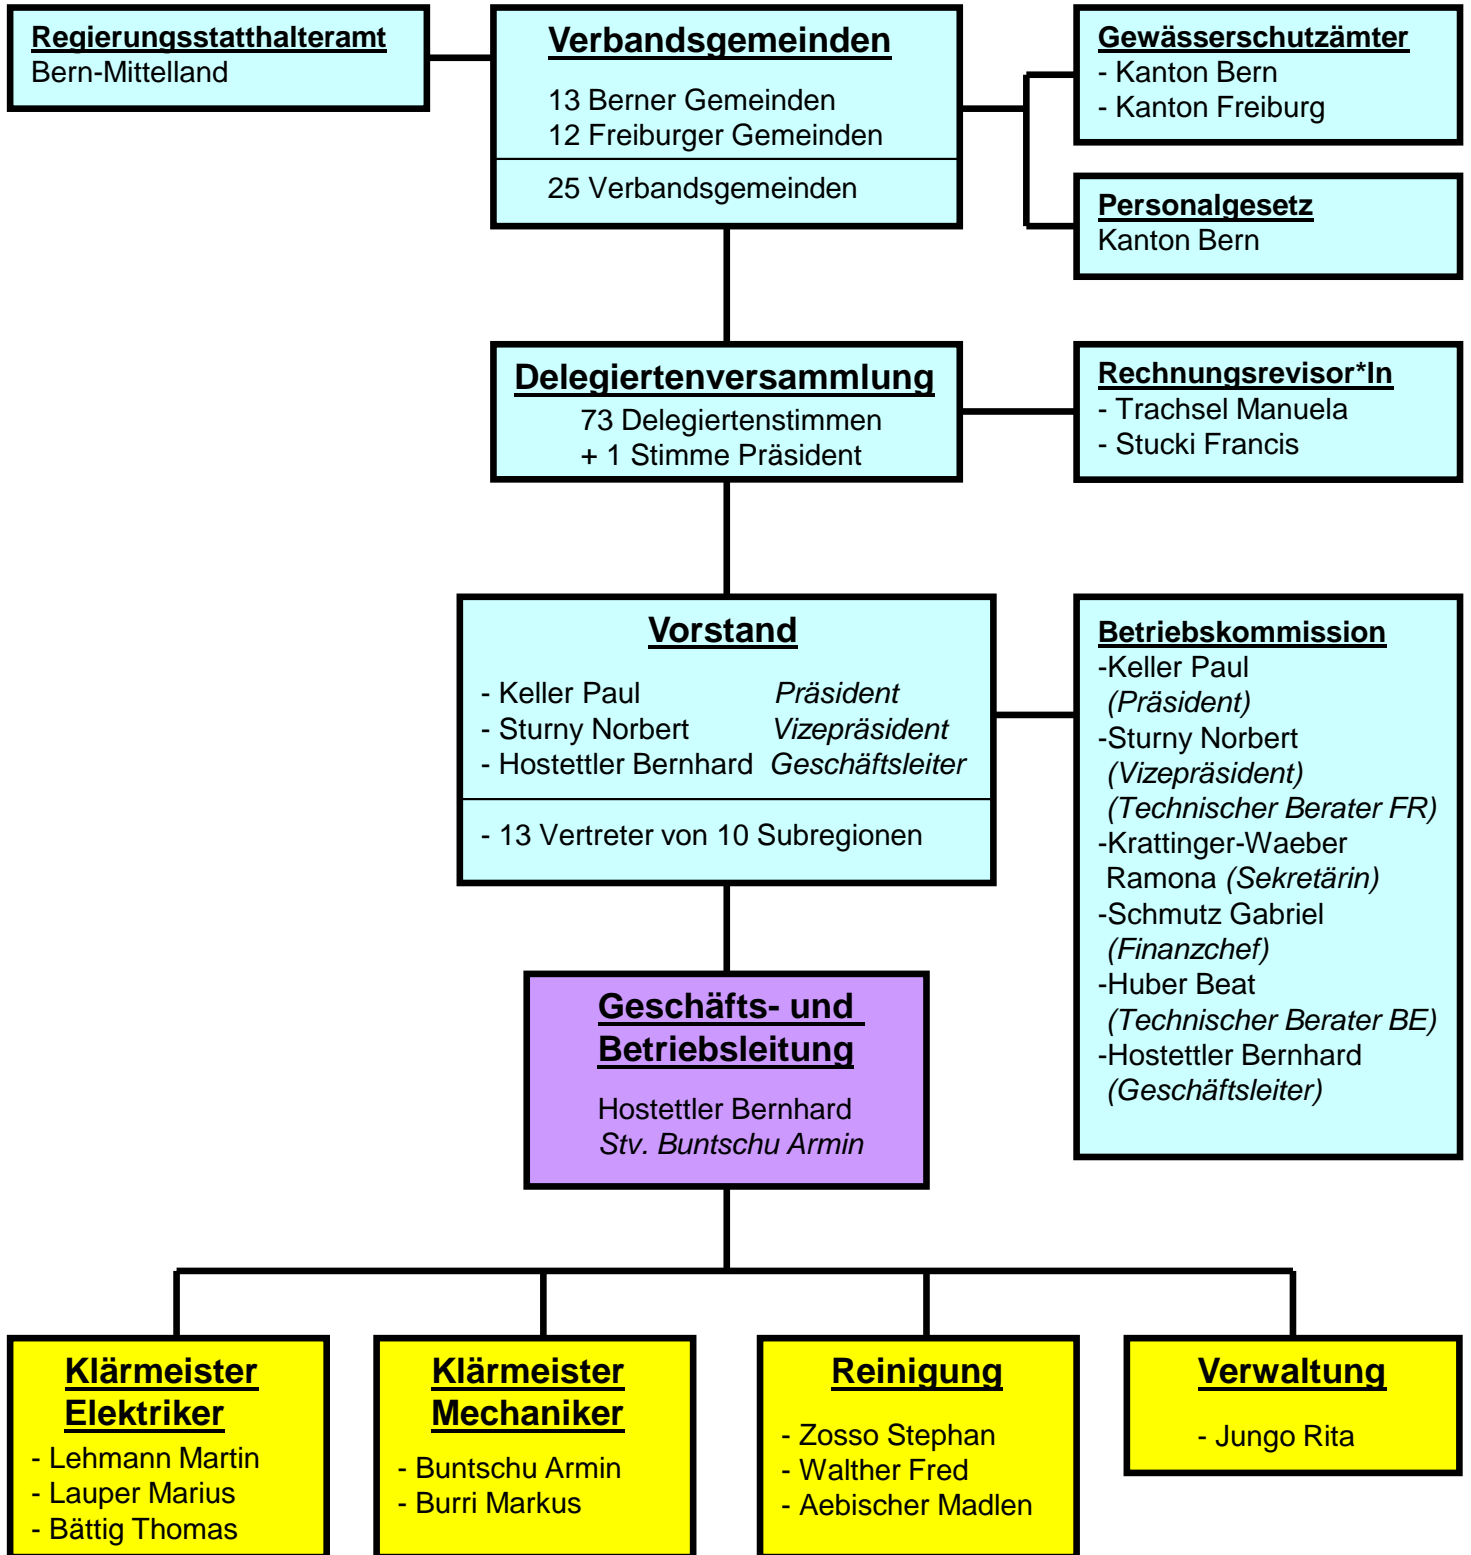 Regierungsstatthalteramt
Bern-Mittelland
Verbandsgemeinden
13 Berner Gemeinden
12 Freiburger Gemeinden
25 Verbandsgemeinden
Gewässerschutzämter
- Kanton Bern
- Kanton Freiburg
Personalgesetz
Kanton Bern
Delegiertenversammlung
73 Delegiertenstimmen
+ 1 Stimme Präsident
Rechnungsrevisor*In
- Trachsel Manuela
- Stucki Francis
Vorstand
- Keller Paul Präsident
- Sturny Norbert Vizepräsident
- Hostettler Bernhard Geschäftsleiter
- 13 Vertreter von 10 Subregionen
Betriebskommission
-Keller Paul
(Präsident)
-Sturny Norbert
(Vizepräsident)
(Technischer Berater FR)
-Krattinger-Waeber
Ramona (Sekretärin)
-Schmutz Gabriel
(Finanzchef)
-Huber Beat
(Technischer Berater BE)
-Hostettler Bernhard
(Geschäftsleiter)
Geschäfts- und
Betriebsleitung
Hostettler Bernhard
Stv. Buntschu Armin
Klärmeister
Elektriker
- Lehmann Martin
- Lauper Marius
- Bättig Thomas
Klärmeister
Mechaniker
- Buntschu Armin
- Burri Markus
Reinigung
- Zosso Stephan
- Walther Fred
- Aebischer Madlen
Verwaltung
- Jungo Rita